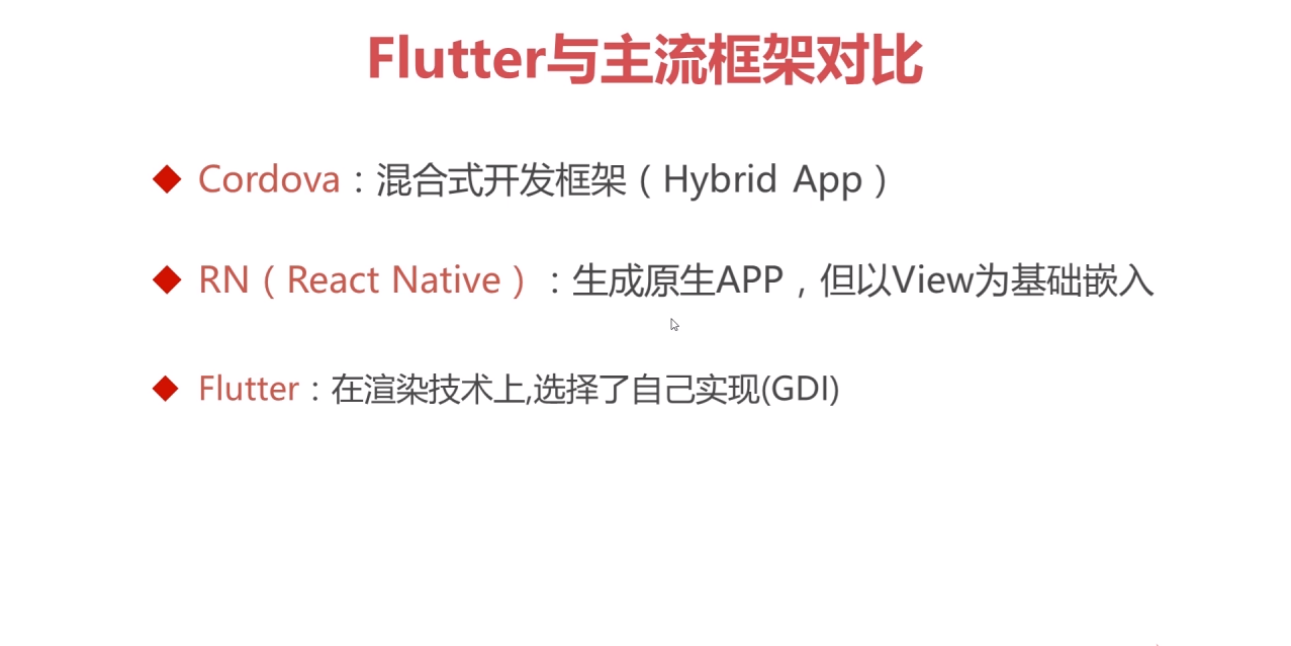 Flutter与主流框架对比
Cordova：混合式开发框架（Hybrid App）
RN（React Native）：生成原生APP，但以View为基础嵌入
Flutter：在渲染技术上,选择了自己实现(GDI)